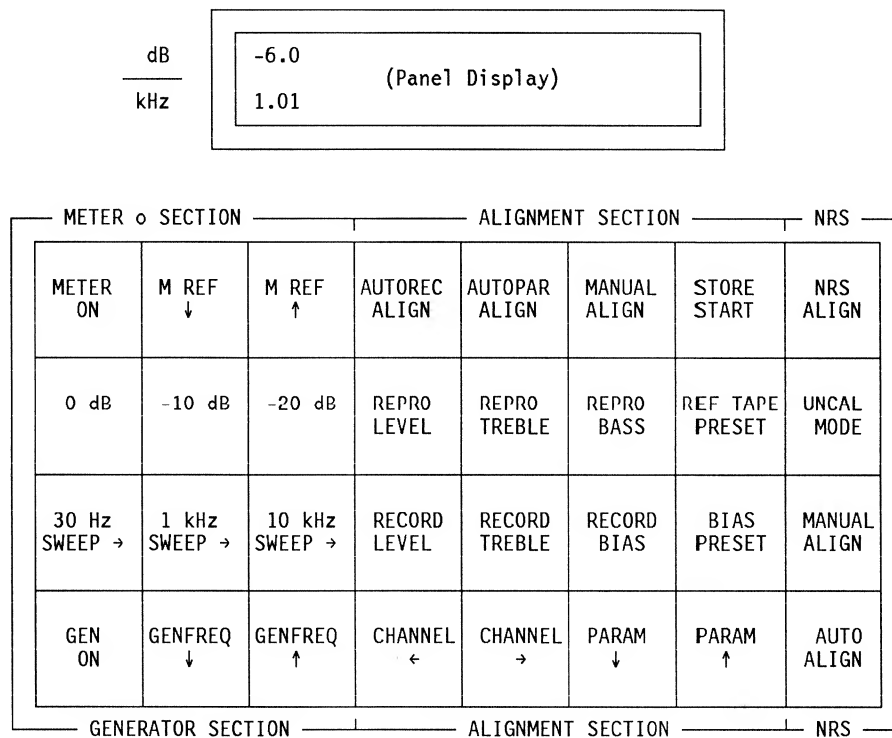 dB
-6.0
(Panel Display)
kHz
1.01
METER o SECTION
ALIGNMENT SECTION
NRS
METER ON
M REF ↓
M REF ↑
AUTOREC ALIGN
AUTOPAR ALIGN
MANUAL ALIGN
STORE START
NRS ALIGN
0 dB
-10 dB
-20 dB
REPRO LEVEL
REPRO TREBLE
REPRO BASS
REF TAPE PRESET
UNCAL MODE
30 Hz SWEEP →
1 kHz SWEEP →
10 kHz SWEEP →
RECORD LEVEL
RECORD TREBLE
RECORD BIAS
BIAS PRESET
MANUAL ALIGN
GEN ON
GENFREQ ↓
GENFREQ ↑
CHANNEL ←
CHANNEL →
PARAM ↓
PARAM ↑
AUTO ALIGN
GENERATOR SECTION
ALIGNMENT SECTION
NRS